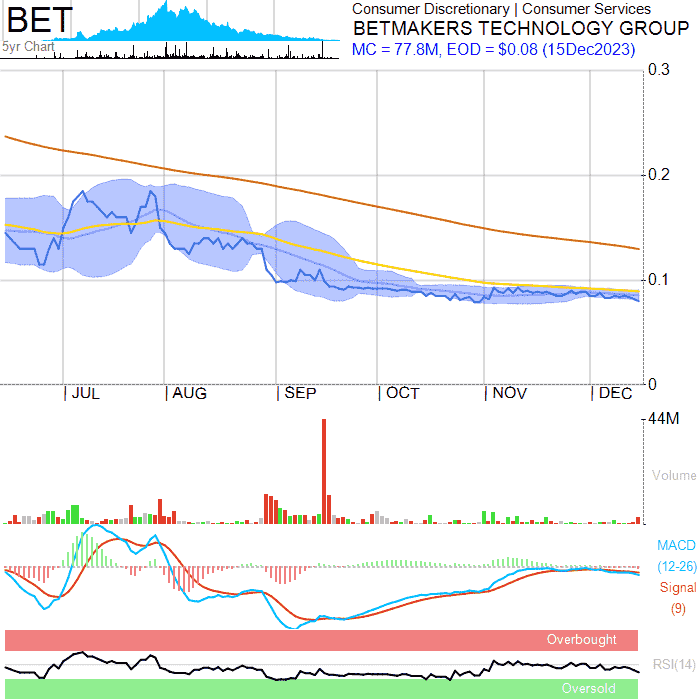 BET
5yr Chart
Consumer Discretionary | Consumer Services
BETMAKERS TECHNOLOGY GROUP
MC = 77.8M, EOD = $0.08 (15Dec2023)
0.3
0.2
0.1
0
| JUL | AUG | SEP | OCT | NOV | DEC
44M
Volume
MACD
(12-26)
Signal
(9)
Overbought
RSI(14)
Oversold